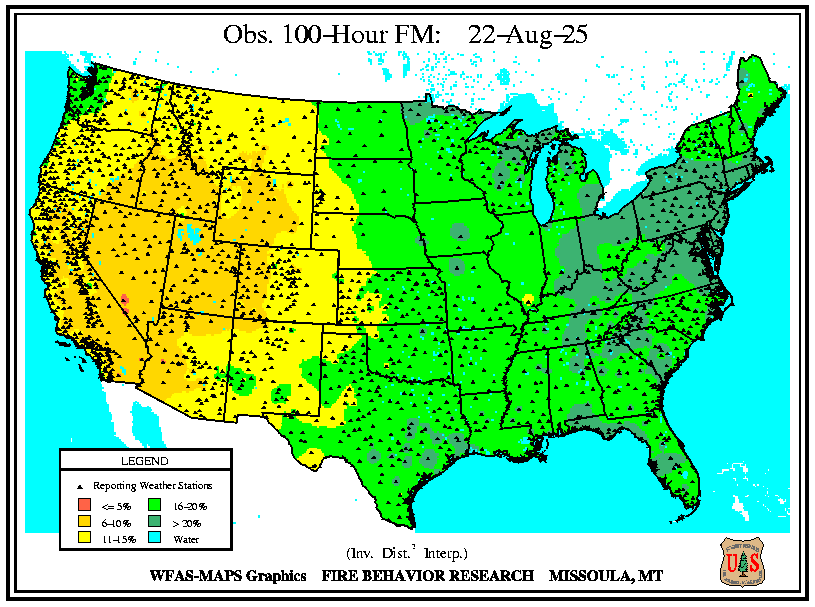 Obs. 100-Hour FM: 22-Aug-25
LEGEND
Reporting Weather Stations
<= 5%
16-20%
6-10%
> 20%
11-15%
Water
(Inv. Dist.² Interp.)
WFAS-MAPS Graphics FIRE BEHAVIOR RESEARCH MISSOULA, MT
U S